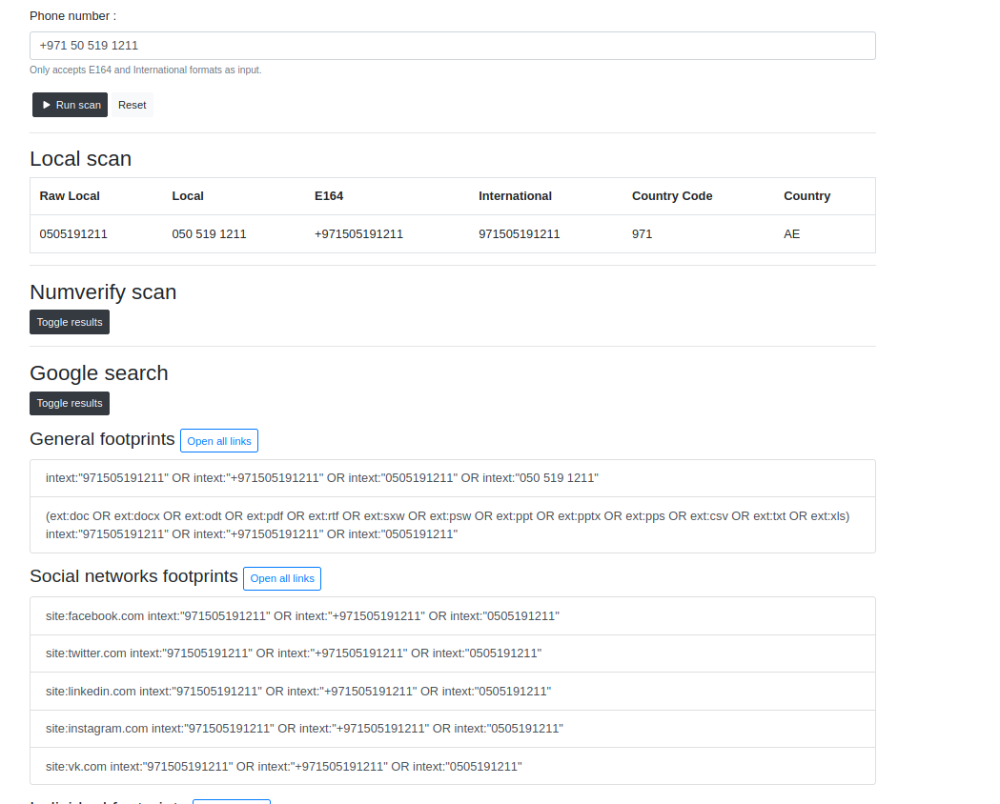 Phone number :
+971 50 519 1211
Only accepts E164 and International formats as input.
Run scan Reset
Local scan
Raw Local Local E164 International Country Code Country
0505191211 050 519 1211 +971505191211 971505191211 971 AE
Numverify scan
Toggle results
Google search
Toggle results
General footprints Open all links
intext:"971505191211" OR intext:"+971505191211" OR intext:"0505191211" OR intext:"050 519 1211"
(ext:doc OR ext:docx OR ext:odt OR ext:pdf OR ext:rtf OR ext:sxw OR ext:psw OR ext:ppt OR ext:pptx OR ext:pps OR ext:csv OR ext:txt OR ext:xls)
intext:"971505191211" OR intext:"+971505191211" OR intext:"0505191211"
Social networks footprints Open all links
site:facebook.com intext:"971505191211" OR intext:"+971505191211" OR intext:"0505191211"
site:twitter.com intext:"971505191211" OR intext:"+971505191211" OR intext:"0505191211"
site:linkedin.com intext:"971505191211" OR intext:"+971505191211" OR intext:"0505191211"
site:instagram.com intext:"971505191211" OR intext:"+971505191211" OR intext:"0505191211"
site:vk.com intext:"971505191211" OR intext:"+971505191211" OR intext:"0505191211"